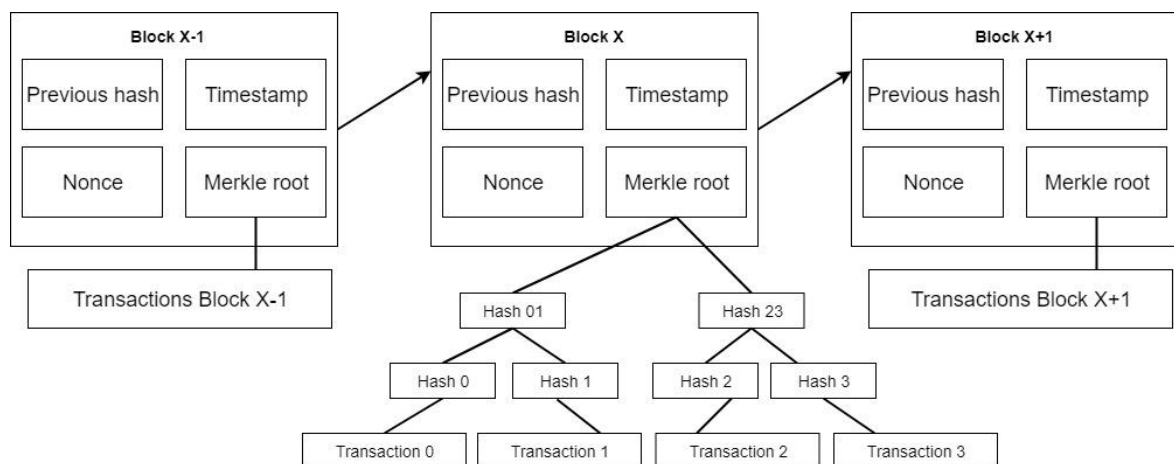 Block X-1
Block X
Block X+1
Previous hash
Timestamp
Previous hash
Timestamp
Previous hash
Timestamp
Nonce
Merkle root
Nonce
Merkle root
Nonce
Merkle root
Transactions Block X-1
Transactions Block X+1
Hash 01
Hash 23
Hash 0
Hash 1
Hash 2
Hash 3
Transaction 0
Transaction 1
Transaction 2
Transaction 3